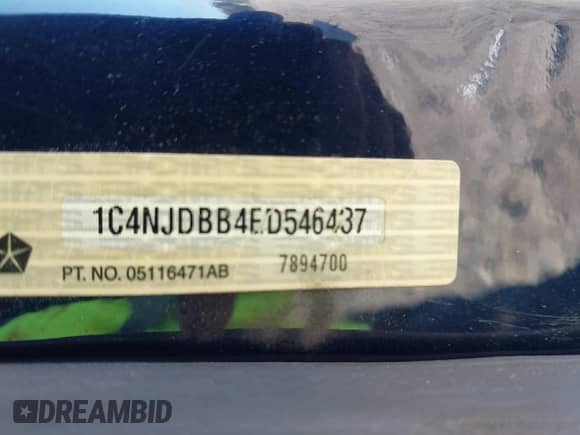 1C4NJDBB4ED546437
PT. NO. 05116471AB 7894700
DREAMBID